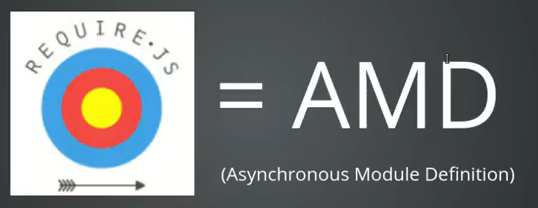 REQUIRE.JS
= AMD
(Asynchronous Module Definition)